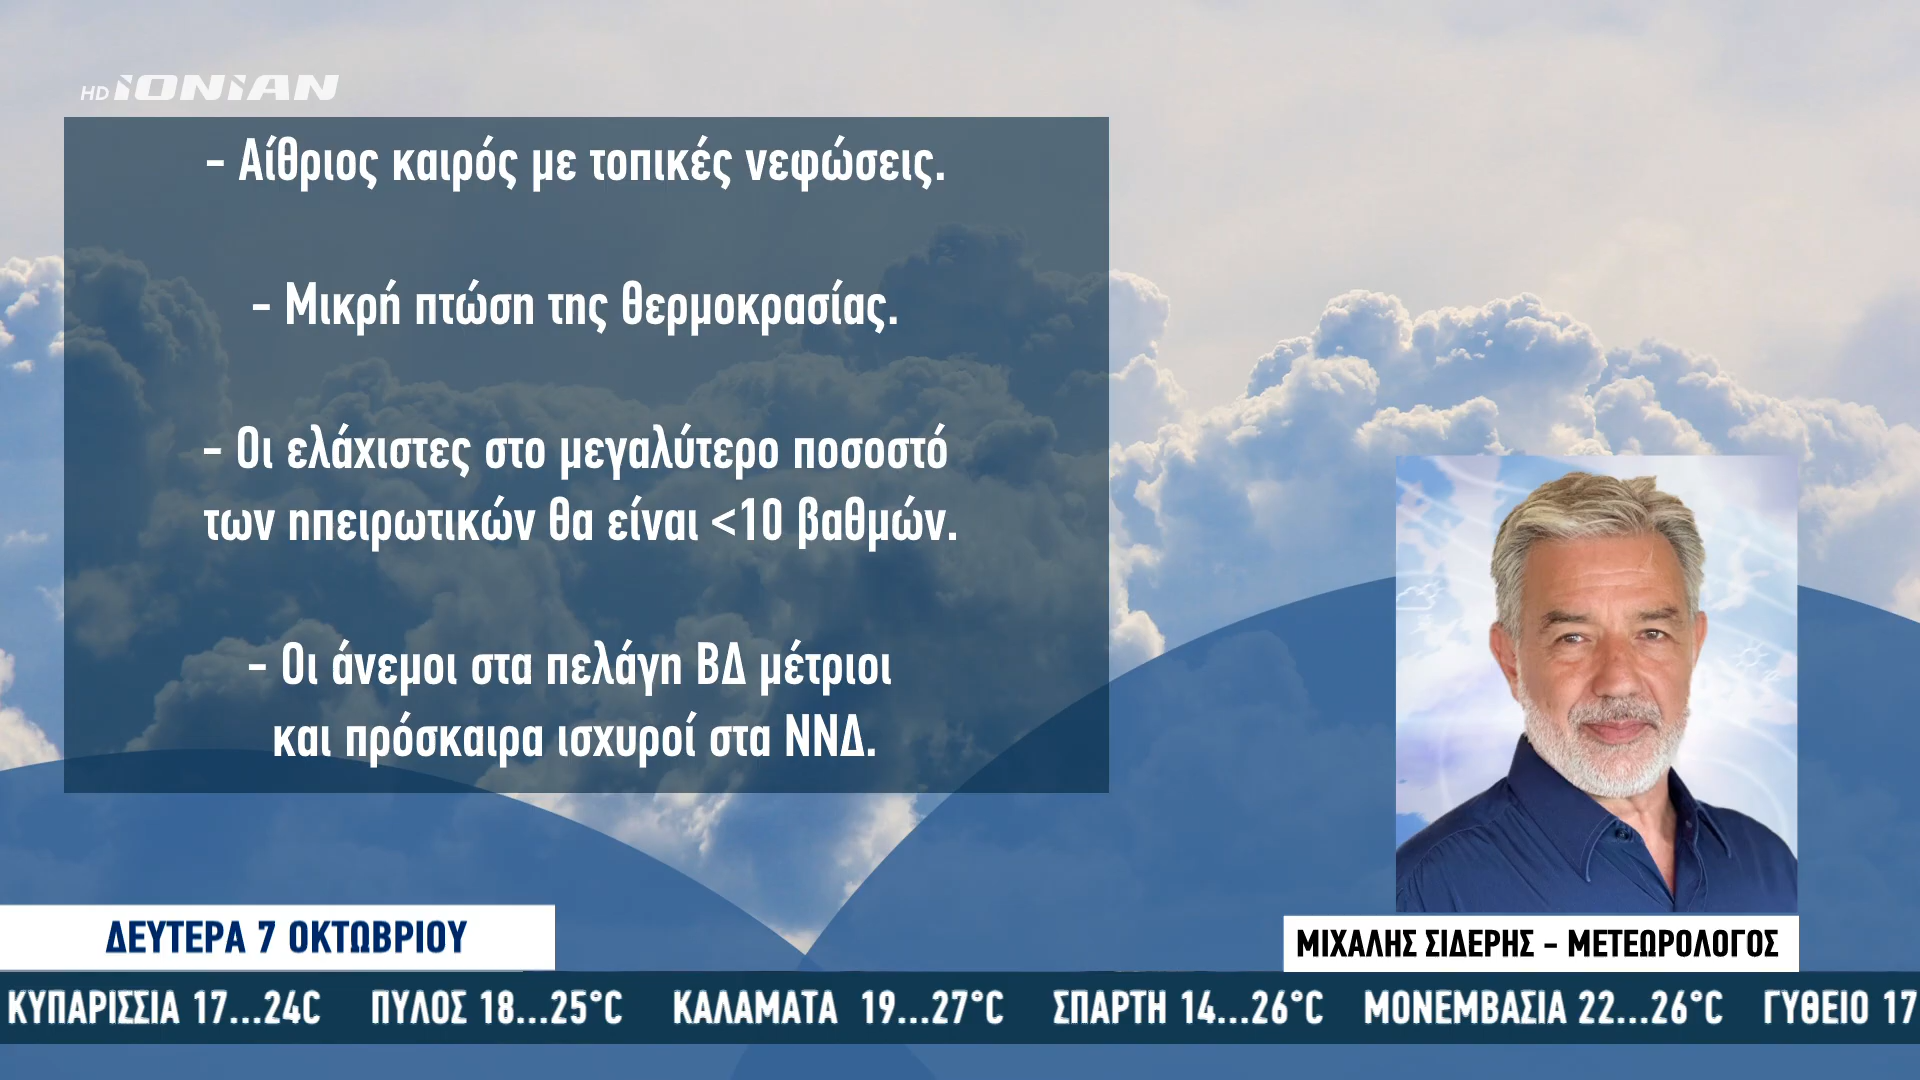 HD IONIAN
- Αίθριος καιρός με τοπικές νεφώσεις.
- Μικρή πτώση της θερμοκρασίας.
- Οι ελάχιστες στο μεγαλύτερο ποσοστό
των ηπειρωτικών θα είναι <10 βαθμών.
- Οι άνεμοι στα πελάγη ΒΔ μέτριοι
και πρόσκαιρα ισχυροί στα ΝΝΔ.
ΔΕΥΤΕΡΑ 7 ΟΚΤΩΒΡΙΟΥ
ΜΙΧΑΛΗΣ ΣΙΔΕΡΗΣ - ΜΕΤΕΩΡΟΛΟΓΟΣ
ΚΥΠΑΡΙΣΣΙΑ 17...24C ΠΥΛΟΣ 18...25°C ΚΑΛΑΜΑΤΑ 19...27°C ΣΠΑΡΤΗ 14...26°C ΜΟΝΕΜΒΑΣΙΑ 22...26°C ΓΥΘΕΙΟ 17